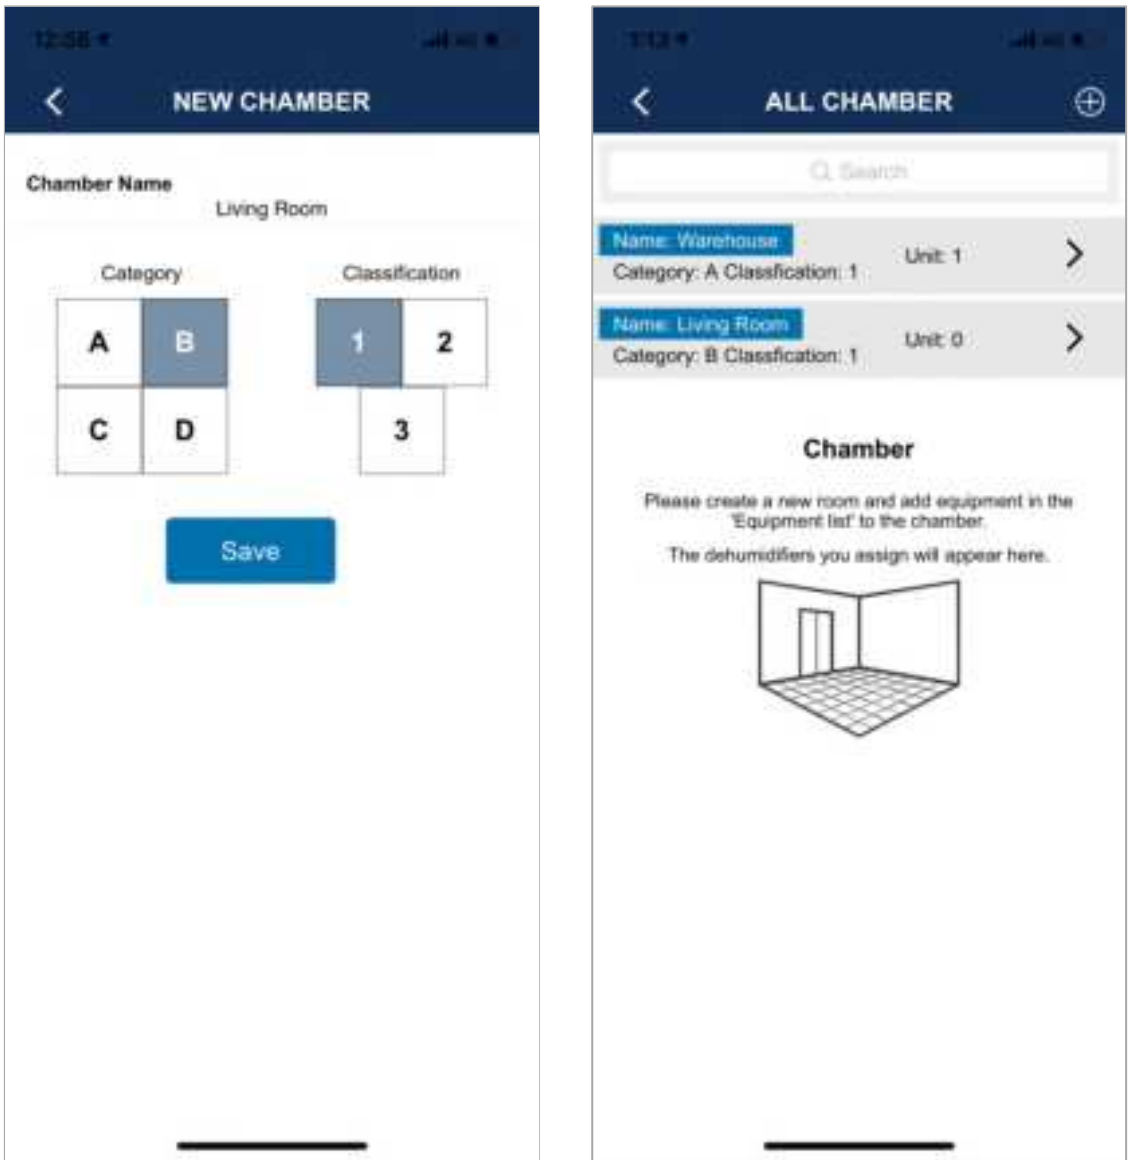 NEW CHAMBER
Chamber Name
Living Room
Category
Classification
A
B
1
2
C
D
3
Save
ALL CHAMBER
Search
Name: Warehouse
Category: A Classfication: 1
Unit: 1
Name: Living Room
Category: B Classfication: 1
Unit: 0
Chamber
Please create a new room and add equipment in the
'Equipment list' to the chamber.
The dehumidifiers you assign will appear here.